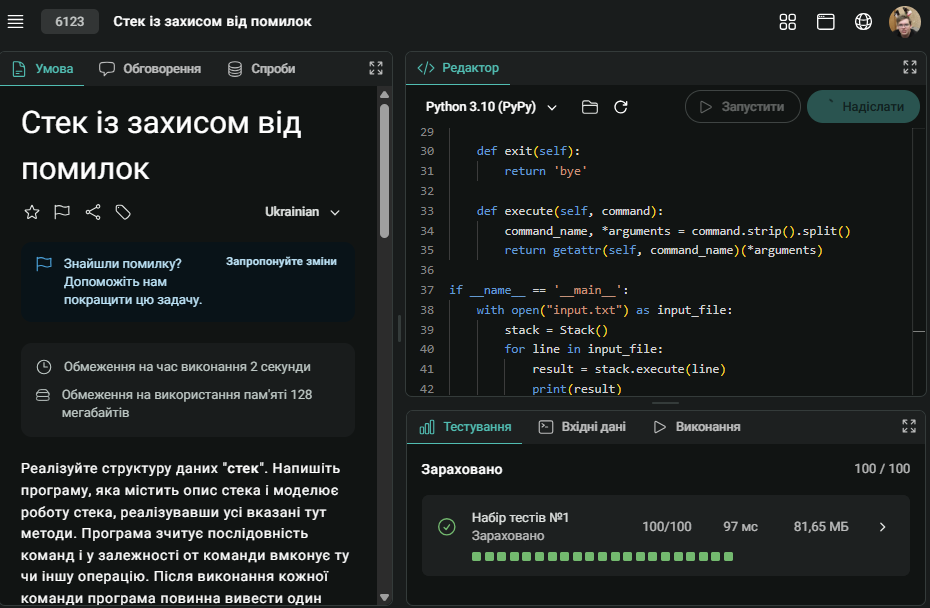 6123
Стек із захисом від помилок
Умова
Обговорення
Спроби
Стек із захисом від
помилок
Ukrainian
Знайшли помилку?
Допоможіть нам
покращити цю задачу.
Запропонуйте зміни
Обмеження на час виконання 2 секунди
Обмеження на використання пам'яті 128
мегабайтів
Реалізуйте структуру даних "стек". Напишіть
програму, яка містить опис стека і моделює
роботу стека, реалізувавши усі вказані тут
методи. Програма зчитує послідовність
команд і у залежності от команди вмконує ту
чи іншу операцію. Після виконання кожної
команди програма повинна вивести один
</> Редактор
Python 3.10 (PyPy)
Запустити
Надіслати
29
30 def exit(self):
31 return 'bye'
32
33 def execute(self, command):
34 command_name, *arguments = command.strip().split()
35 return getattr(self, command_name)(*arguments)
36
37 if __name__ == '__main__':
38 with open("input.txt") as input_file:
39 stack = Stack()
40 for line in input_file:
41 result = stack.execute(line)
42 print(result)
Тестування
Вхідні дані
Виконання
Зараховано
100 / 100
Набір тестів №1
Зараховано
100/100
97 мс
81,65 МБ